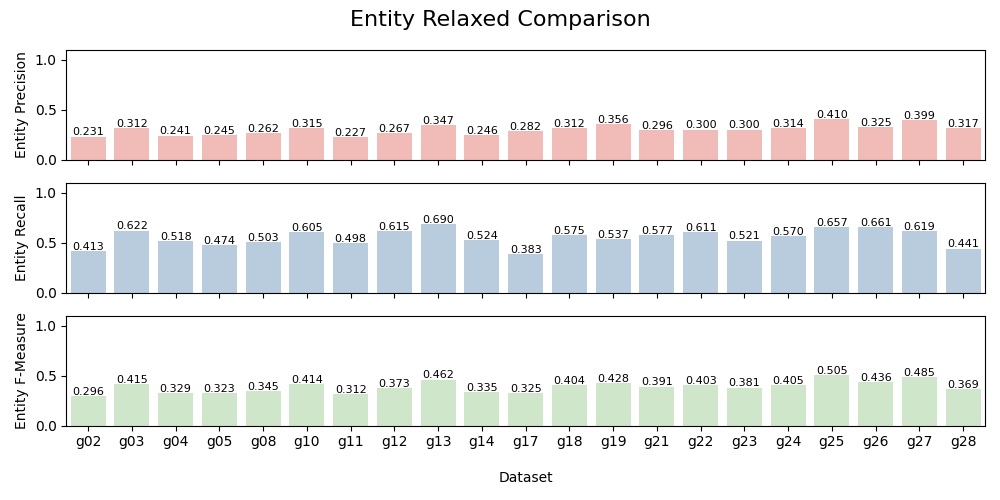 Entity Relaxed Comparison
Entity Precision
1.0
0.5
0.0
0.231 0.312 0.241 0.245 0.262 0.315 0.227 0.267 0.347 0.246 0.282 0.312 0.356 0.296 0.300 0.300 0.314 0.410 0.325 0.399 0.317
Entity Recall
1.0
0.5
0.0
0.413 0.622 0.518 0.474 0.503 0.605 0.498 0.615 0.690 0.524 0.383 0.575 0.537 0.577 0.611 0.521 0.570 0.657 0.661 0.619 0.441
Entity F-Measure
1.0
0.5
0.0
0.296 0.415 0.329 0.323 0.345 0.414 0.312 0.373 0.462 0.335 0.325 0.404 0.428 0.391 0.403 0.381 0.405 0.505 0.436 0.485 0.369
g02 g03 g04 g05 g08 g10 g11 g12 g13 g14 g17 g18 g19 g21 g22 g23 g24 g25 g26 g27 g28
Dataset